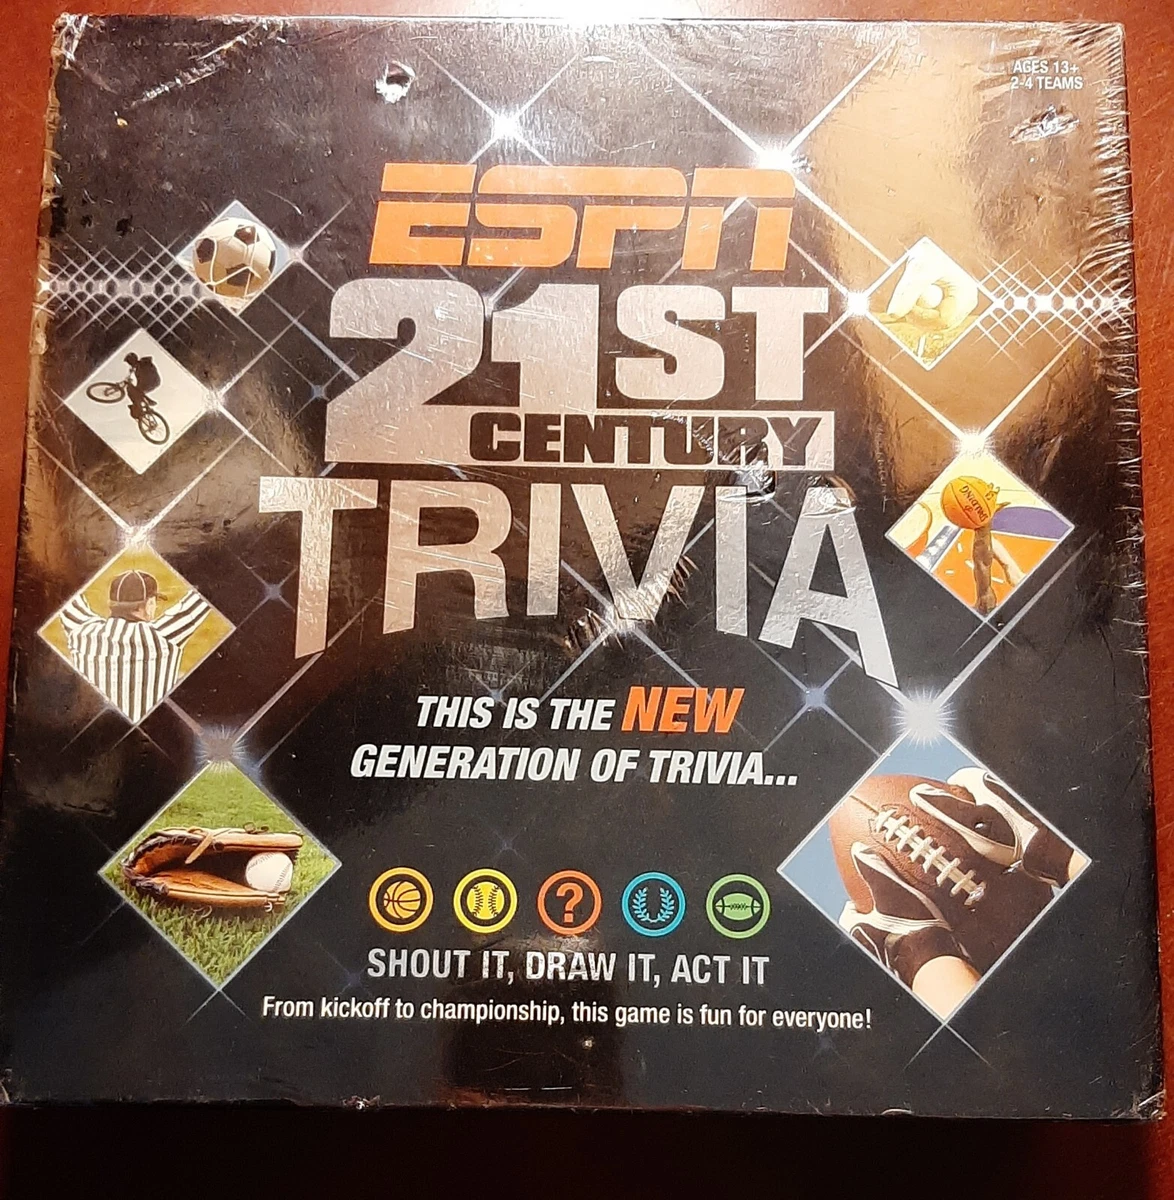 AGES 13+
2-4 TEAMS
ESPN
21ST
CENTURY
TRIVIA
THIS IS THE NEW
GENERATION OF TRIVIA...
SHOUT IT, DRAW IT, ACT IT
From kickoff to championship, this game is fun for everyone!